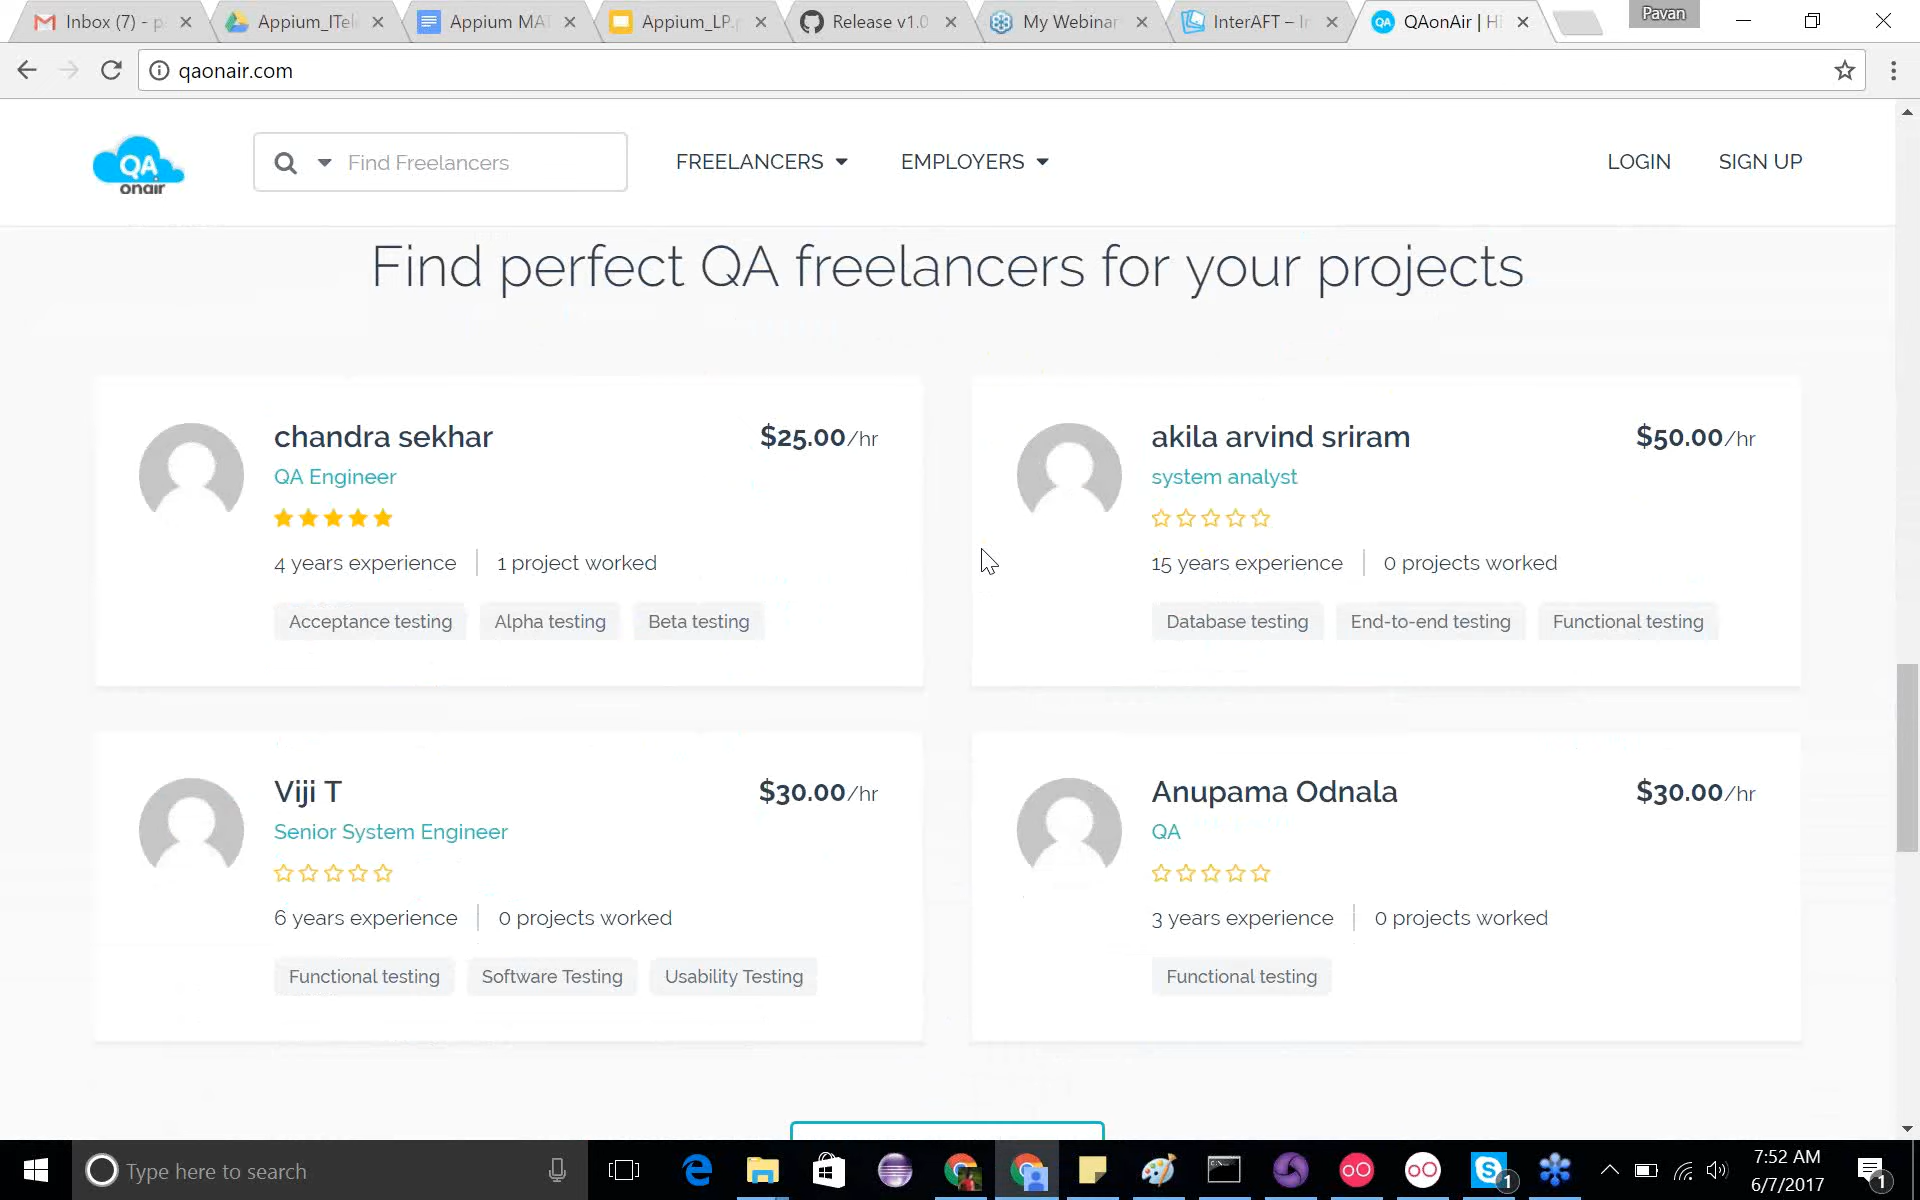 Inbox (7) - p
Appium_ITel
Appium MAT
Appium_LP.p
Release v1.0
My Webinar
InterAFT – In
QAonAir | Hi
Pavan
qaonair.com
QA
onair
Find Freelancers
FREELANCERS
EMPLOYERS
LOGIN
SIGN UP
Find perfect QA freelancers for your projects
chandra sekhar
$25.00/hr
QA Engineer
4 years experience
1 project worked
Acceptance testing
Alpha testing
Beta testing
akila arvind sriram
$50.00/hr
system analyst
15 years experience
0 projects worked
Database testing
End-to-end testing
Functional testing
Viji T
$30.00/hr
Senior System Engineer
6 years experience
0 projects worked
Functional testing
Software Testing
Usability Testing
Anupama Odnala
$30.00/hr
QA
3 years experience
0 projects worked
Functional testing
Type here to search
1
7:52 AM
6/7/2017
1